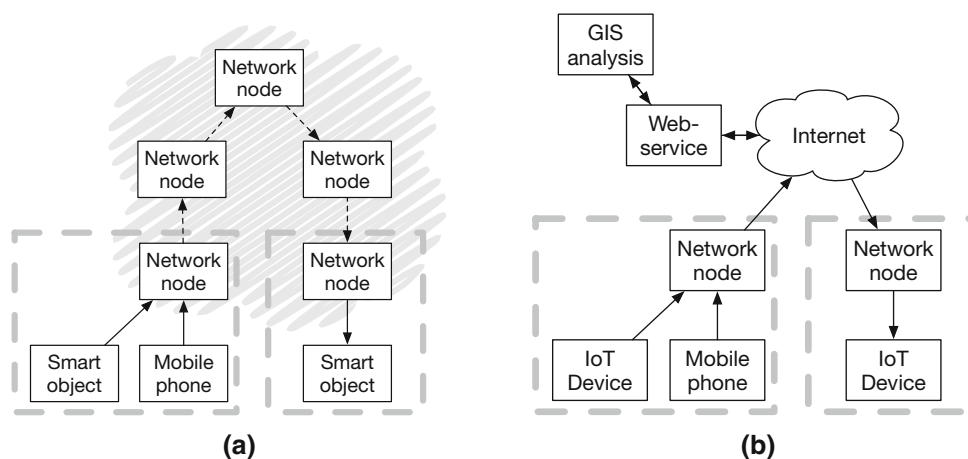 Network
node
Network
node
Network
node
Network
node
Network
node
Smart
object
Mobile
phone
Smart
object
(a)
GIS
analysis
Web-
service
Internet
Network
node
Network
node
IoT
Device
Mobile
phone
IoT
Device
(b)